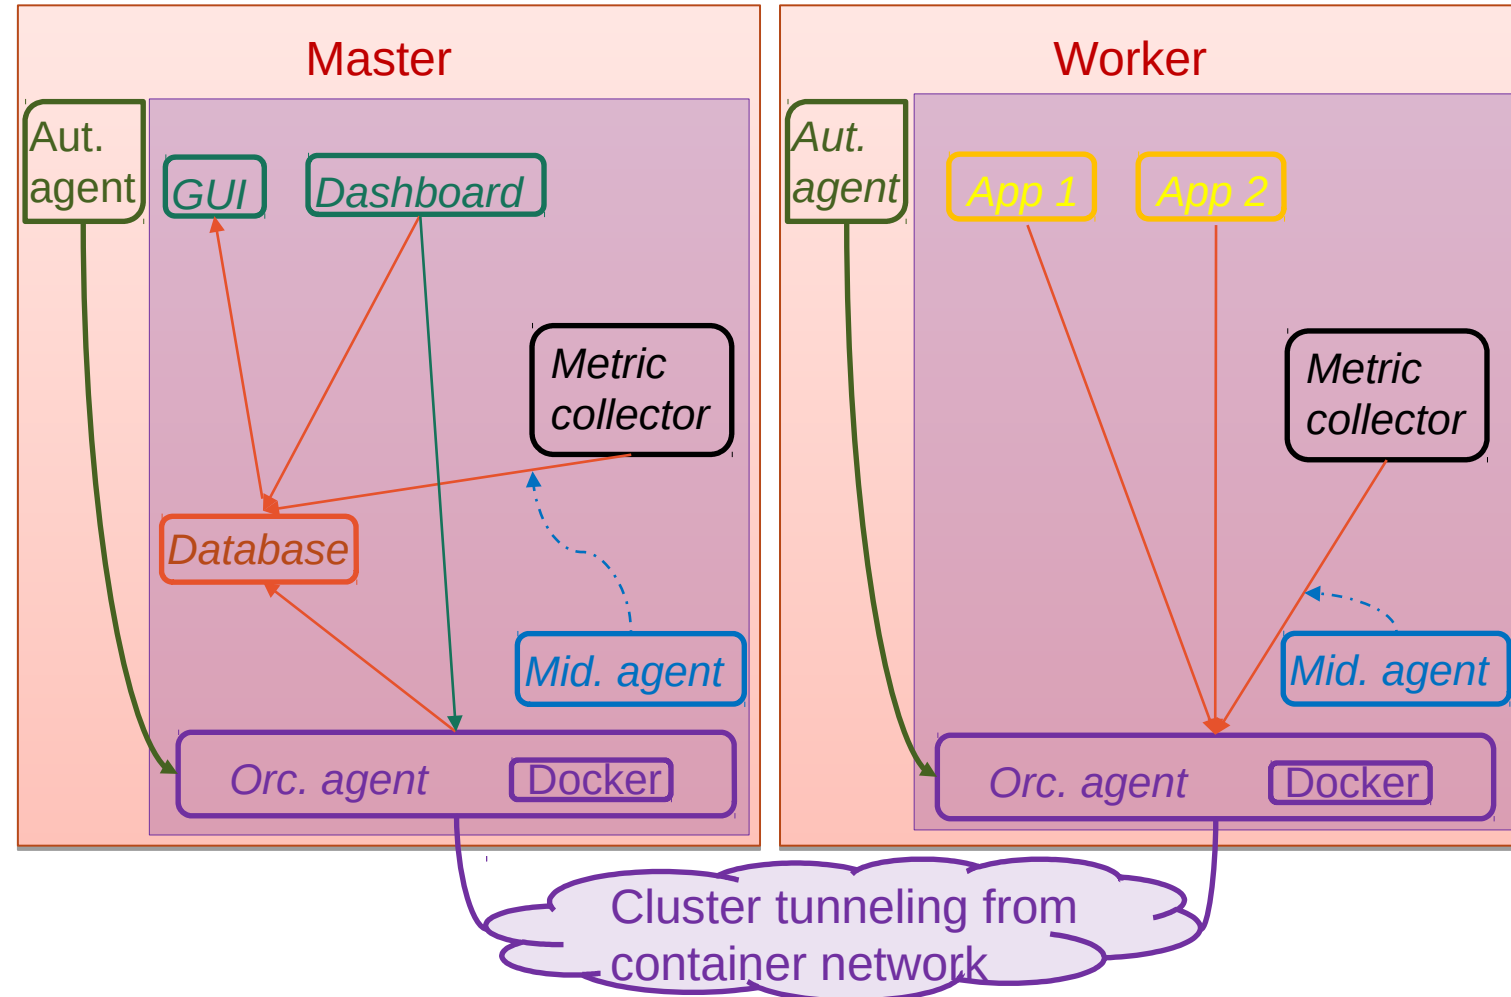 Master
Aut.
agent
GUI
Dashboard
Metric
collector
Database
Mid. agent
Orc. agent
Docker
Worker
Aut.
agent
App 1
App 2
Metric
collector
Mid. agent
Orc. agent
Docker
Cluster tunneling from
container network